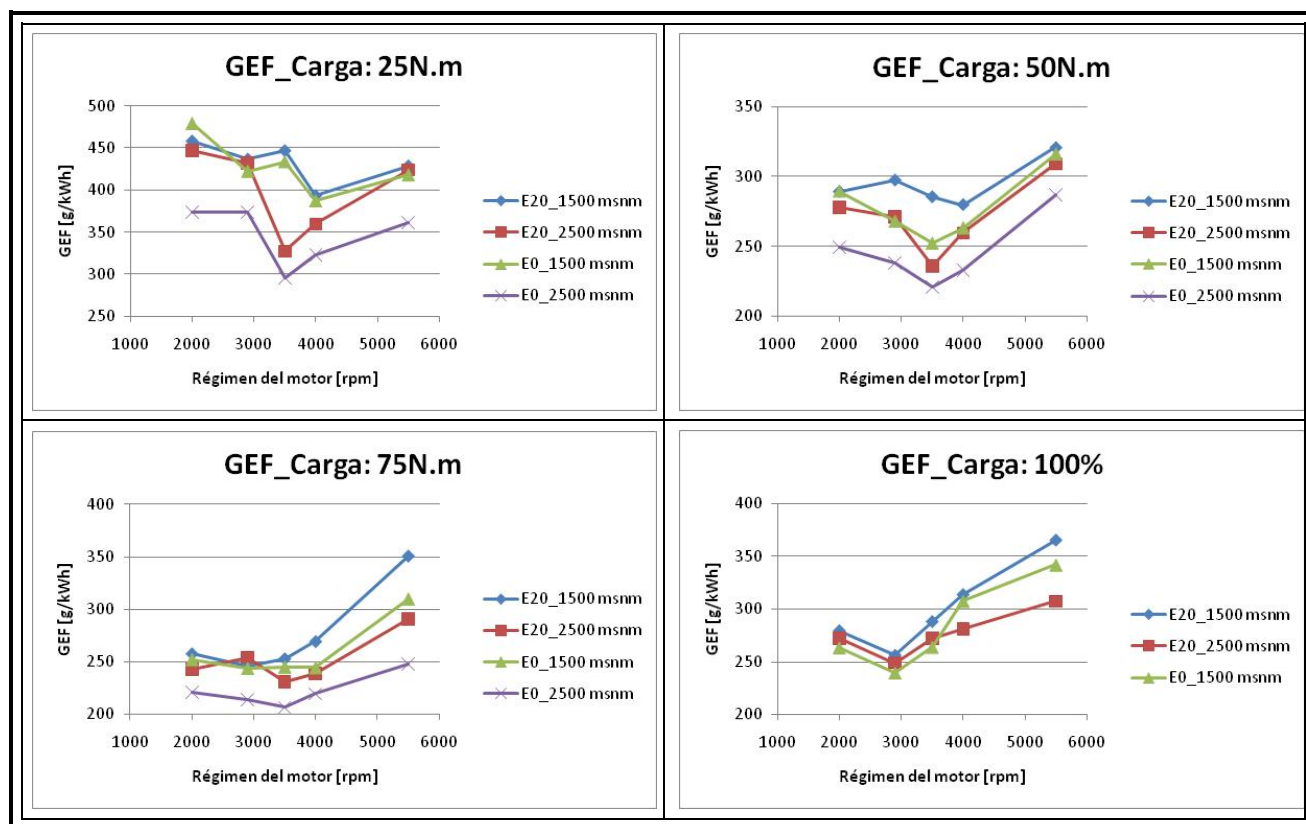 GEF_Carga: 25N.m
GEF [g/kWh]
500
450
400
350
300
250
1000 2000 3000 4000 5000 6000
Régimen del motor [rpm]
E20_1500 msnm
E20_2500 msnm
E0_1500 msnm
E0_2500 msnm
GEF_Carga: 50N.m
GEF [g/kWh]
350
300
250
200
1000 2000 3000 4000 5000 6000
Régimen del motor [rpm]
E20_1500 msnm
E20_2500 msnm
E0_1500 msnm
E0_2500 msnm
GEF_Carga: 75N.m
GEF [g/kWh]
400
350
300
250
200
1000 2000 3000 4000 5000 6000
Régimen del motor [rpm]
E20_1500 msnm
E20_2500 msnm
E0_1500 msnm
E0_2500 msnm
GEF_Carga: 100%
GEF [g/kWh]
400
350
300
250
200
1000 2000 3000 4000 5000 6000
Régimen del motor [rpm]
E20_1500 msnm
E20_2500 msnm
E0_1500 msnm